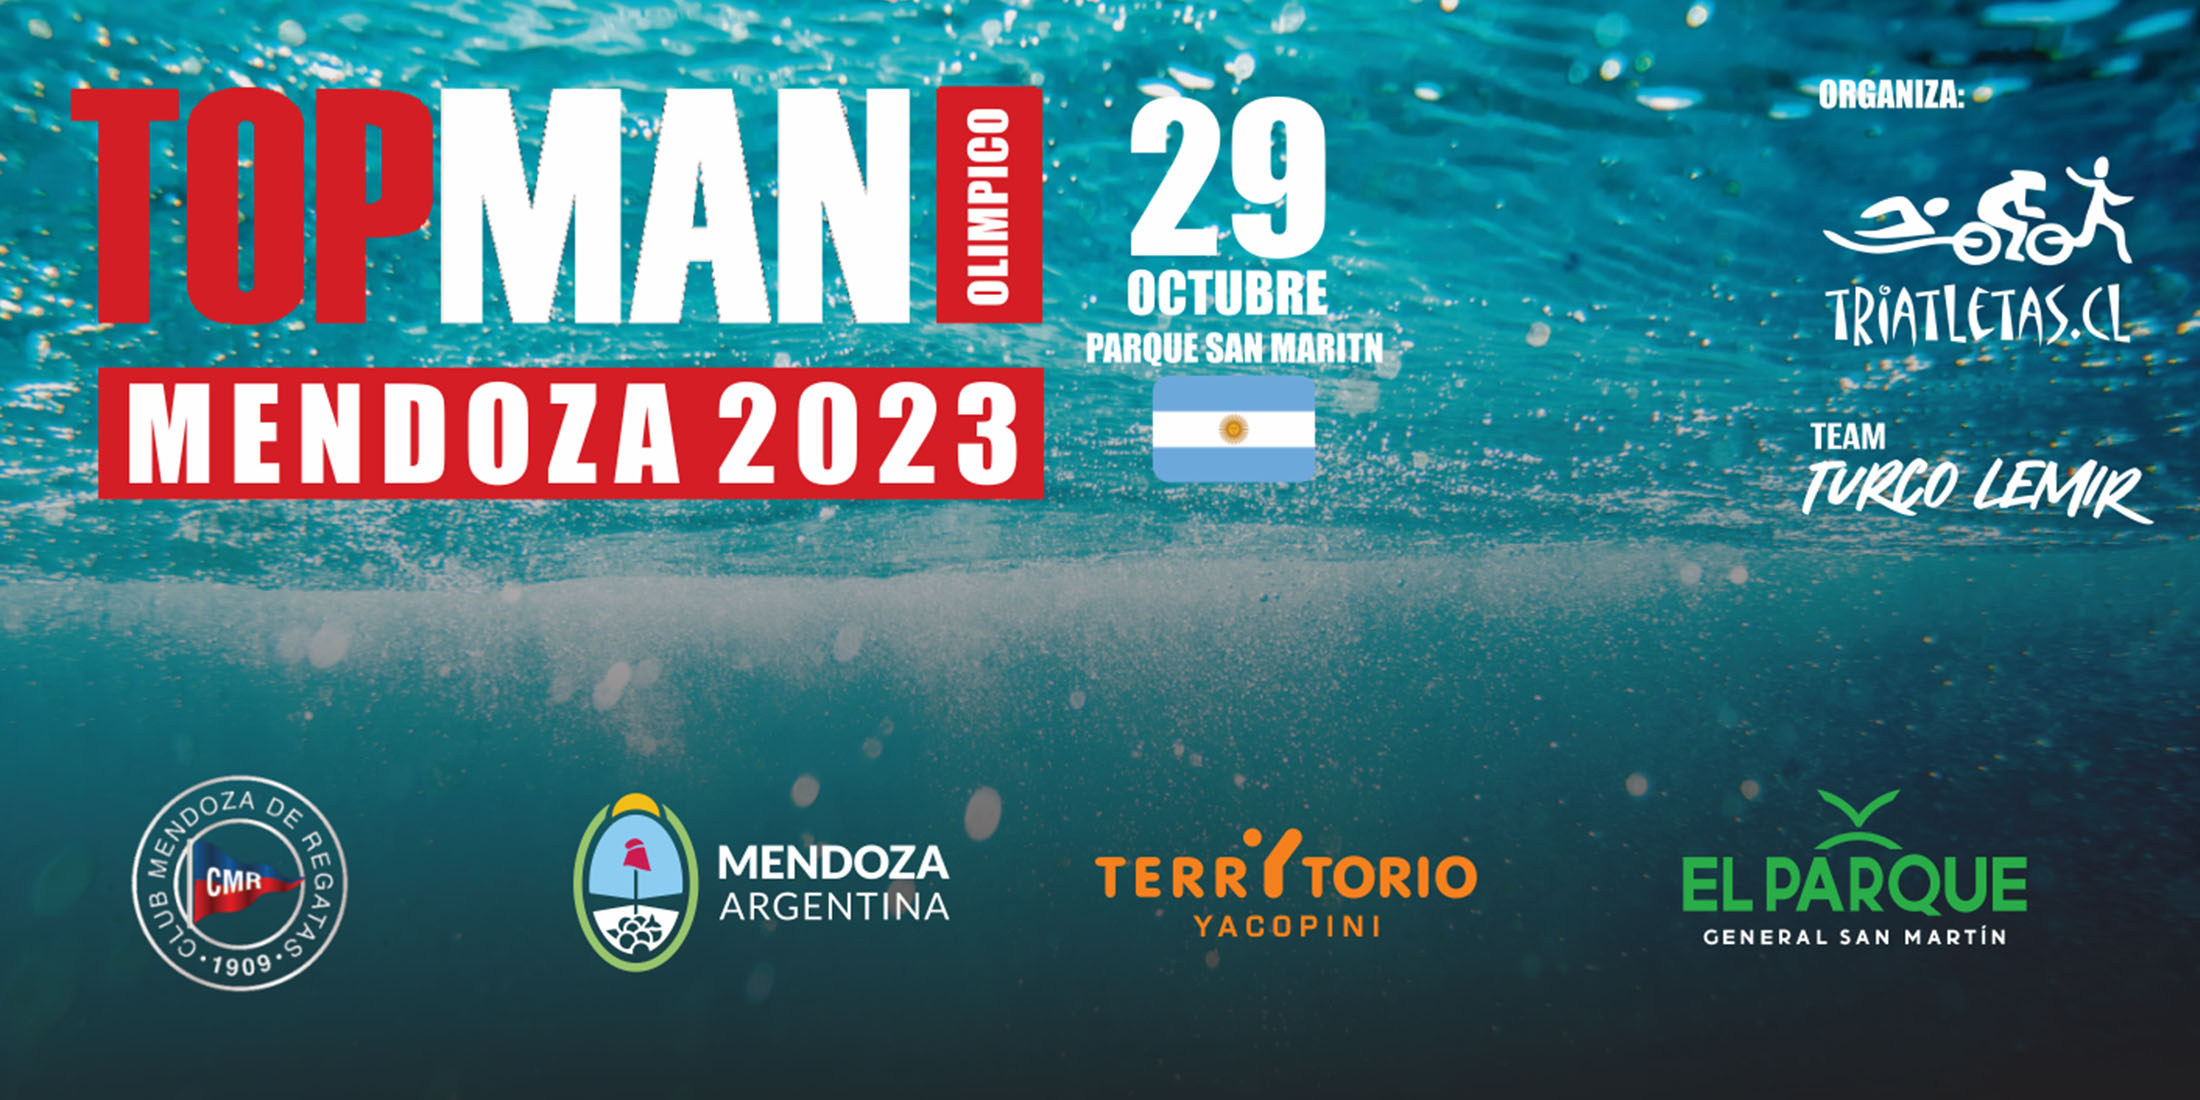 TOPMAN
OLIMPICO
MENDOZA 2023
29
OCTUBRE
PARQUE SAN MARITN
ORGANIZA:
TRIATLETAS.CL
TEAM
TURCO LEMIR
CLUB MENDOZA DE REGATAS
CMR
· 1909 ·
MENDOZA
ARGENTINA
TERRYTORIO
YACOPINI
EL PARQUE
GENERAL SAN MARTÍN